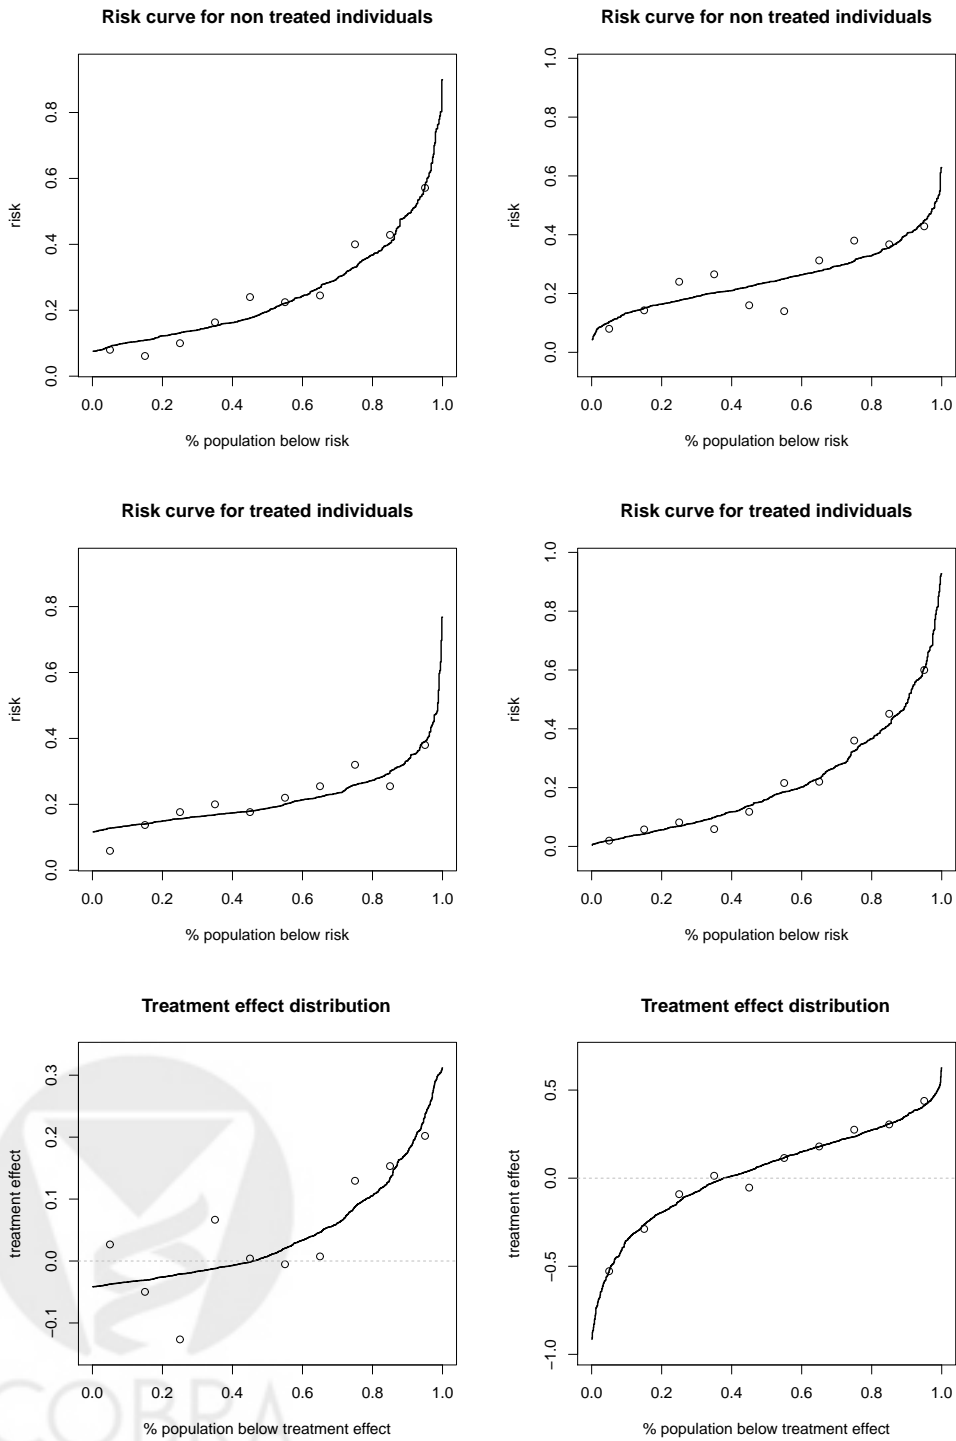 Risk curve for non treated individuals
risk
0.0 0.2 0.4 0.6 0.8
0.0 0.2 0.4 0.6 0.8 1.0
% population below risk
Risk curve for non treated individuals
risk
0.0 0.2 0.4 0.6 0.8 1.0
0.0 0.2 0.4 0.6 0.8 1.0
% population below risk
Risk curve for treated individuals
risk
0.0 0.2 0.4 0.6 0.8
0.0 0.2 0.4 0.6 0.8 1.0
% population below risk
Risk curve for treated individuals
risk
0.0 0.2 0.4 0.6 0.8 1.0
0.0 0.2 0.4 0.6 0.8 1.0
% population below risk
Treatment effect distribution
treatment effect
−0.1 0.0 0.1 0.2 0.3
0.0 0.2 0.4 0.6 0.8 1.0
% population below treatment effect
Treatment effect distribution
treatment effect
−1.0 −0.5 0.0 0.5
0.0 0.2 0.4 0.6 0.8 1.0
% population below treatment effect
COBRA